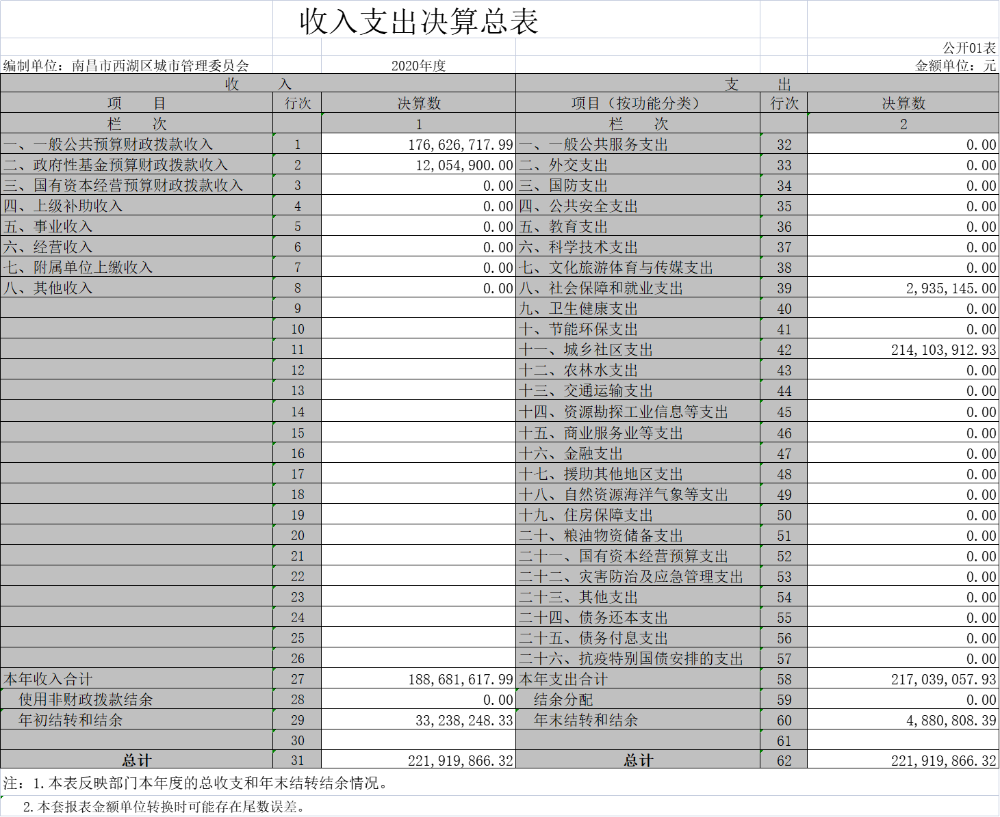 收入支出决算总表
公开01表
编制单位：南昌市西湖区城市管理委员会 2020年度 金额单位：元
收 入 支 出
项 目 行次 决算数 项目（按功能分类） 行次 决算数
栏 次 1 栏 次 2
一、一般公共预算财政拨款收入 1 176,626,717.99 一、一般公共服务支出 32 0.00
二、政府性基金预算财政拨款收入 2 12,054,900.00 二、外交支出 33 0.00
三、国有资本经营预算财政拨款收入 3 0.00 三、国防支出 34 0.00
四、上级补助收入 4 0.00 四、公共安全支出 35 0.00
五、事业收入 5 0.00 五、教育支出 36 0.00
六、经营收入 6 0.00 六、科学技术支出 37 0.00
七、附属单位上缴收入 7 0.00 七、文化旅游体育与传媒支出 38 0.00
八、其他收入 8 0.00 八、社会保障和就业支出 39 2,935,145.00
9 九、卫生健康支出 40 0.00
10 十、节能环保支出 41 0.00
11 十一、城乡社区支出 42 214,103,912.93
12 十二、农林水支出 43 0.00
13 十三、交通运输支出 44 0.00
14 十四、资源勘探工业信息等支出 45 0.00
15 十五、商业服务业等支出 46 0.00
16 十六、金融支出 47 0.00
17 十七、援助其他地区支出 48 0.00
18 十八、自然资源海洋气象等支出 49 0.00
19 十九、住房保障支出 50 0.00
20 二十、粮油物资储备支出 51 0.00
21 二十一、国有资本经营预算支出 52 0.00
22 二十二、灾害防治及应急管理支出 53 0.00
23 二十三、其他支出 54 0.00
24 二十四、债务还本支出 55 0.00
25 二十五、债务付息支出 56 0.00
26 二十六、抗疫特别国债安排的支出 57 0.00
本年收入合计 27 188,681,617.99 本年支出合计 58 217,039,057.93
使用非财政拨款结余 28 0.00 结余分配 59 0.00
年初结转和结余 29 33,238,248.33 年末结转和结余 60 4,880,808.39
30 61
总计 31 221,919,866.32 总计 62 221,919,866.32
注：1.本表反映部门本年度的总收支和年末结转结余情况。
2.本套报表金额单位转换时可能存在尾数误差。